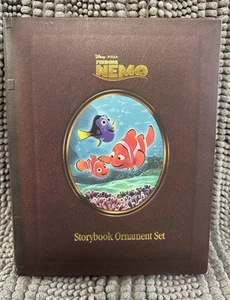 Disney · PIXAR
FINDING
NEMO
Storybook Ornament Set